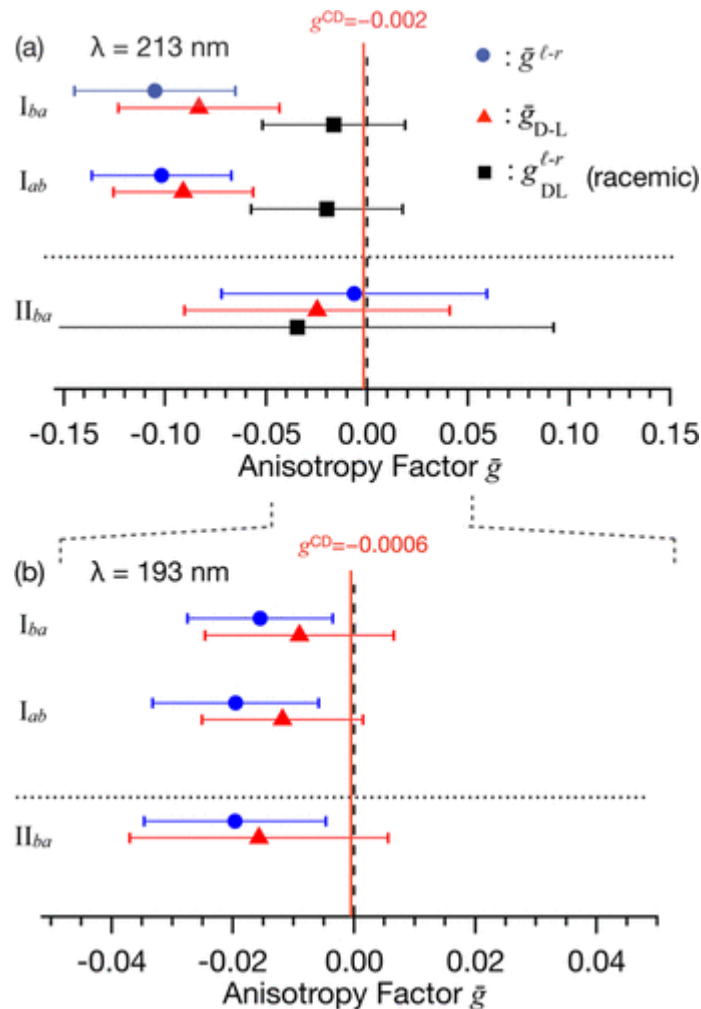 g^CD=−0.002
(a) λ = 213 nm
: ḡ^ℓ-r
I_ba
: ḡ_D-L
I_ab
: g_DL^ℓ-r (racemic)
II_ba
-0.15 -0.10 -0.05 0.00 0.05 0.10 0.15
Anisotropy Factor ḡ
g^CD=−0.0006
(b) λ = 193 nm
I_ba
I_ab
II_ba
-0.04 -0.02 0.00 0.02 0.04
Anisotropy Factor ḡ